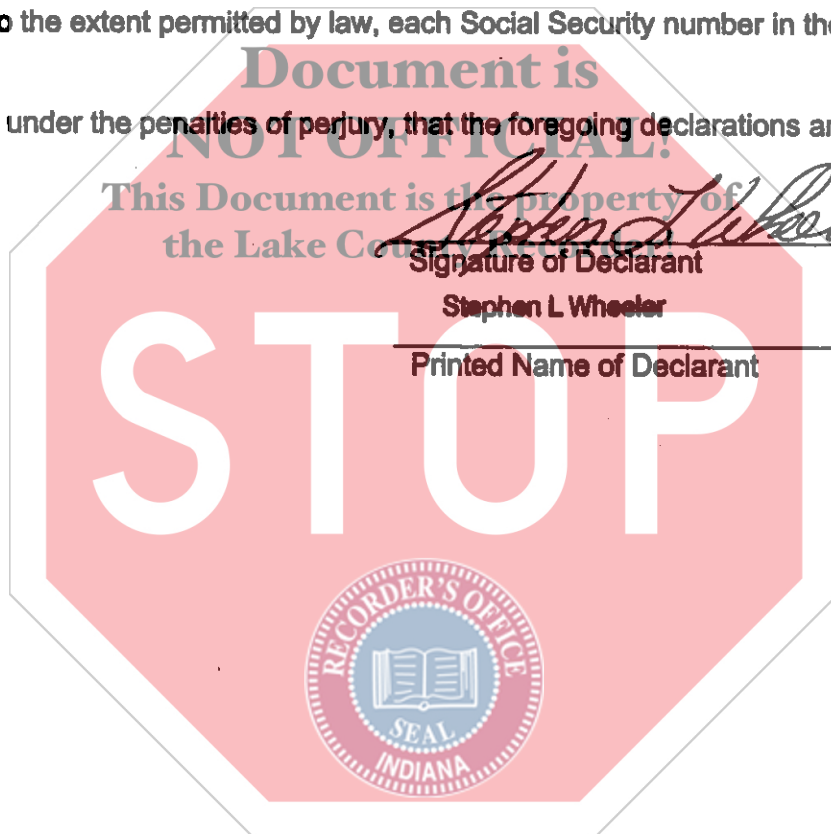 o the extent permitted by law, each Social Security number in the
Document is
under the penalties of perjury, that the foregoing declarations ar
NOT OFFICIAL!
This Document is the property of
the Lake County Recorder!
Stephen L Wheeler
Signature of Declarant
Stephen L Wheeler
Printed Name of Declarant
STOP
RECORDER'S OFFICE
SEAL
INDIANA